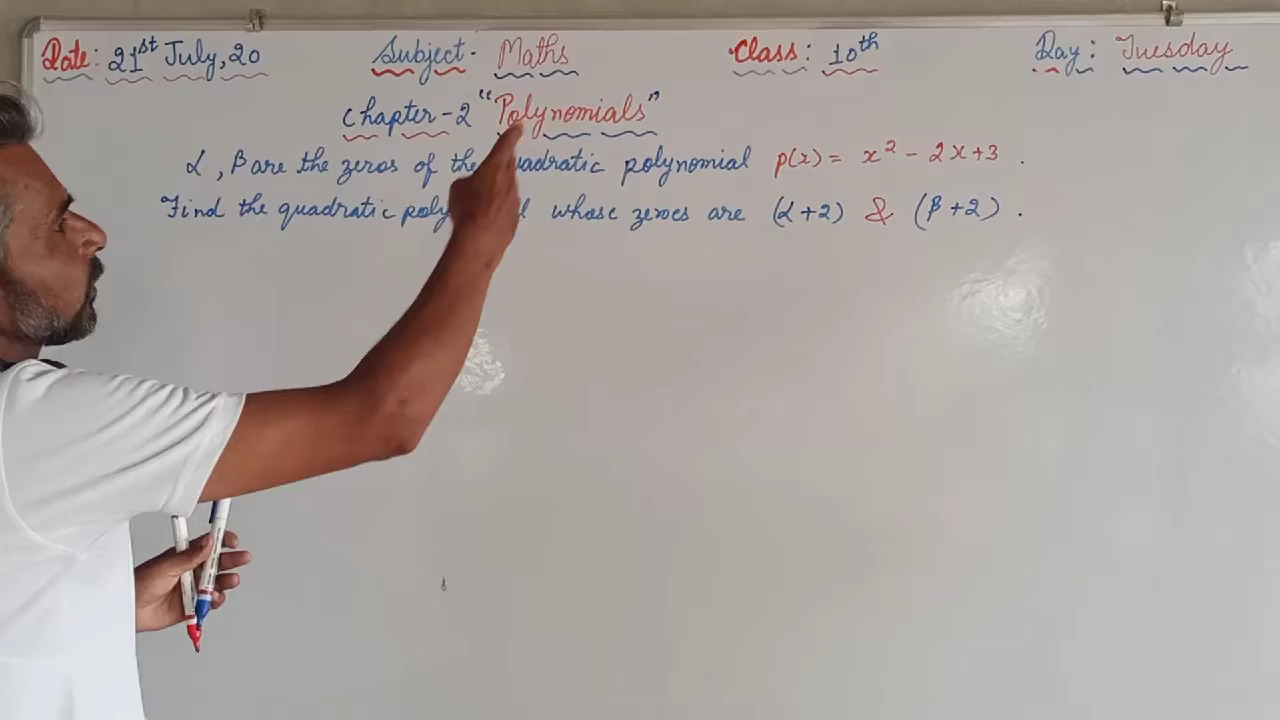 Date: 21st July, 20 Subject- Maths Class: 10th Day: Tuesday
Chapter-2 "Polynomials"
α, β are the zeros of the quadratic polynomial p(x) = x² - 2x+3 .
Find the quadratic whose zeroes are (α+2) & (β+2) .